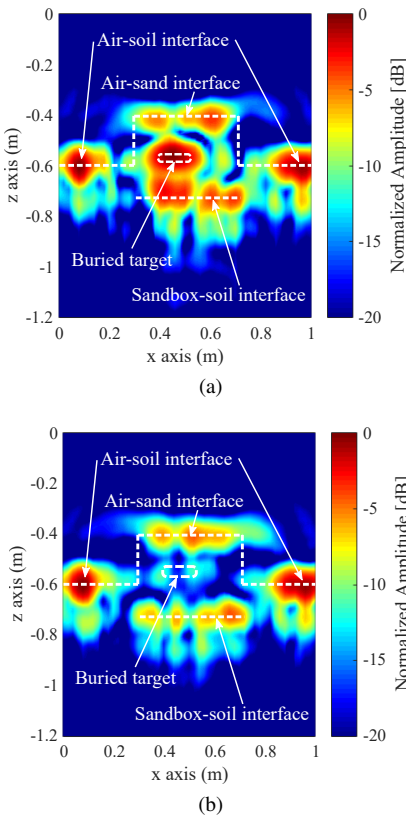 0
Air-soil interface
-0.2
Air-sand interface
-0.4
z axis (m)
-0.6
-0.8
Buried target
-1
Sandbox-soil interface
-1.2
0 0.2 0.4 0.6 0.8 1
x axis (m)
0
-5
-10
-15
-20
Normalized Amplitude [dB]
(a)
0
Air-soil interface
-0.2
Air-sand interface
-0.4
z axis (m)
-0.6
-0.8
Buried target
-1
Sandbox-soil interface
-1.2
0 0.2 0.4 0.6 0.8 1
x axis (m)
0
-5
-10
-15
-20
Normalized Amplitude [dB]
(b)